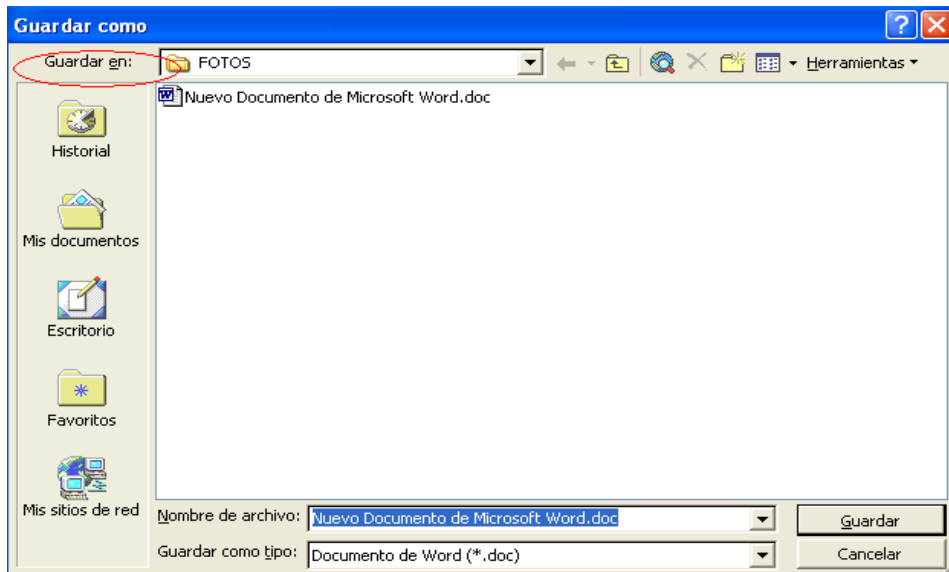 Guardar como
Guardar en: FOTOS Herramientas
Nuevo Documento de Microsoft Word.doc
Historial
Mis documentos
Escritorio
Favoritos
Mis sitios de red
Nombre de archivo: Nuevo Documento de Microsoft Word.doc Guardar
Guardar como tipo: Documento de Word (*.doc) Cancelar